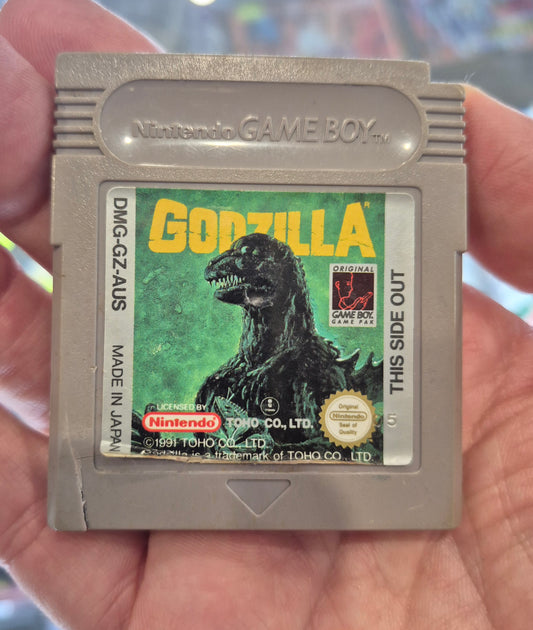 Nintendo GAME BOY™
GODZILLA
DMG-GZ-AUS MADE IN JAPAN
ORIGINAL
GAME BOY
GAME PAK
THIS SIDE OUT
LICENSED BY
Nintendo
TOHO CO., LTD.
Original
Nintendo
Seal of
Quality
5
©1991 TOHO CO., LTD.
Godzilla is a trademark of TOHO CO., LTD.